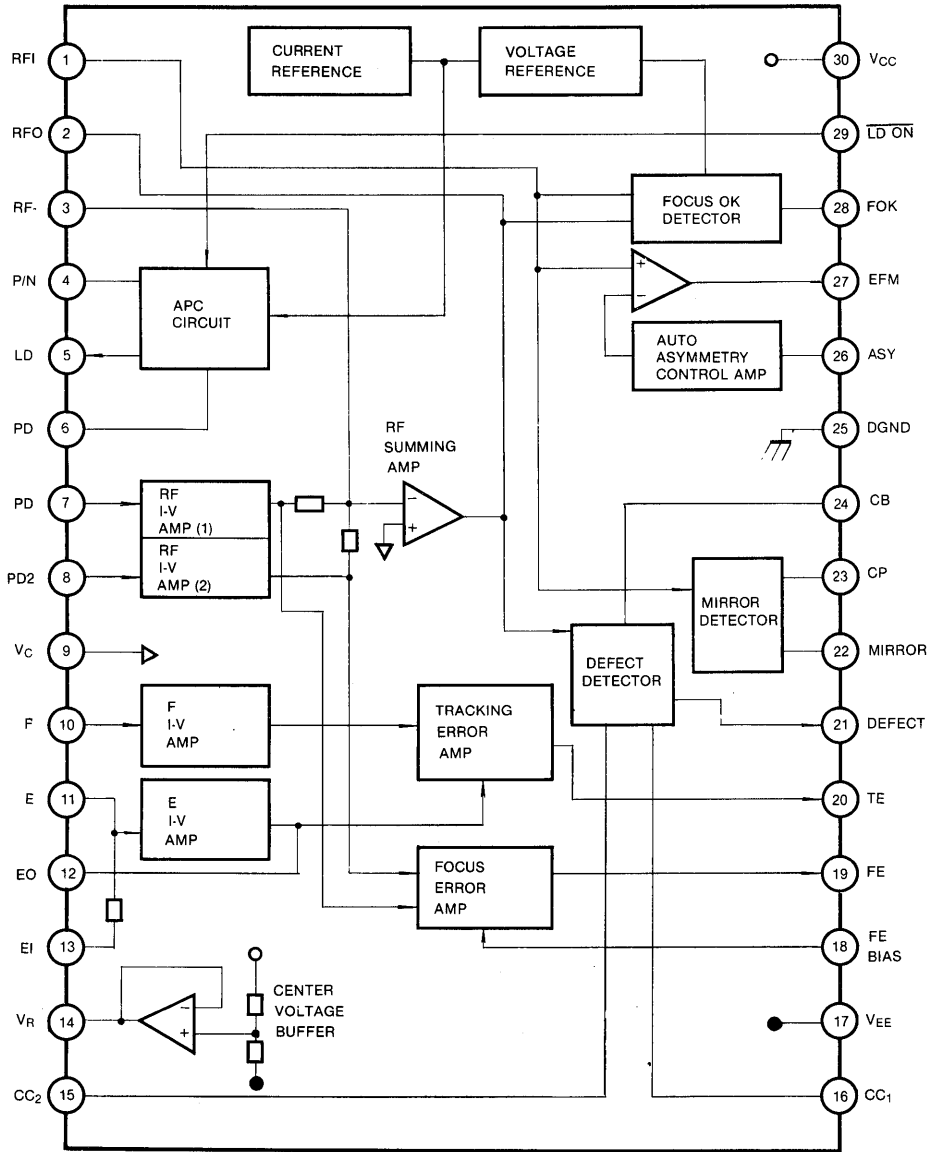 RFI 1
RFO 2
RF- 3
P/N 4
LD 5
PD 6
PD 7
PD2 8
VC 9
F 10
E 11
EO 12
EI 13
VR 14
CC2 15
CURRENT
REFERENCE
VOLTAGE
REFERENCE
FOCUS OK
DETECTOR
+
−
AUTO
ASYMMETRY
CONTROL AMP
APC
CIRCUIT
RF
SUMMING
AMP
−
+
RF
I-V
AMP (1)
RF
I-V
AMP (2)
MIRROR
DETECTOR
DEFECT
DETECTOR
F
I-V
AMP
TRACKING
ERROR
AMP
E
I-V
AMP
FOCUS
ERROR
AMP
−
+
CENTER
VOLTAGE
BUFFER
30 VCC
29 LD ON
28 FOK
27 EFM
26 ASY
25 DGND
24 CB
23 CP
22 MIRROR
21 DEFECT
20 TE
19 FE
18 FE
BIAS
17 VEE
16 CC1